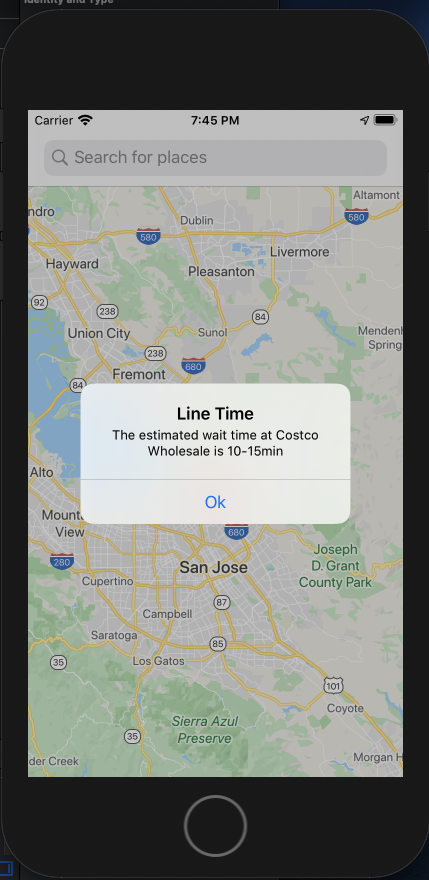 Identity and Type
Carrier
7:45 PM
Search for places
Altamont
ndro
Dublin
580
580
Livermore
Hayward
Pleasanton
92
238
84
Union City
Sunol
Mendenh
Springs
238
680
Fremont
84
Line Time
The estimated wait time at Costco
Wholesale is 10-15min
Ok
Alto
Mount
View
680
280
San Jose
Joseph
D. Grant
County Park
Cupertino
87
Campbell
Saratoga
85
Los Gatos
35
101
Coyote
Sierra Azul
Preserve
35
der Creek
Morgan H